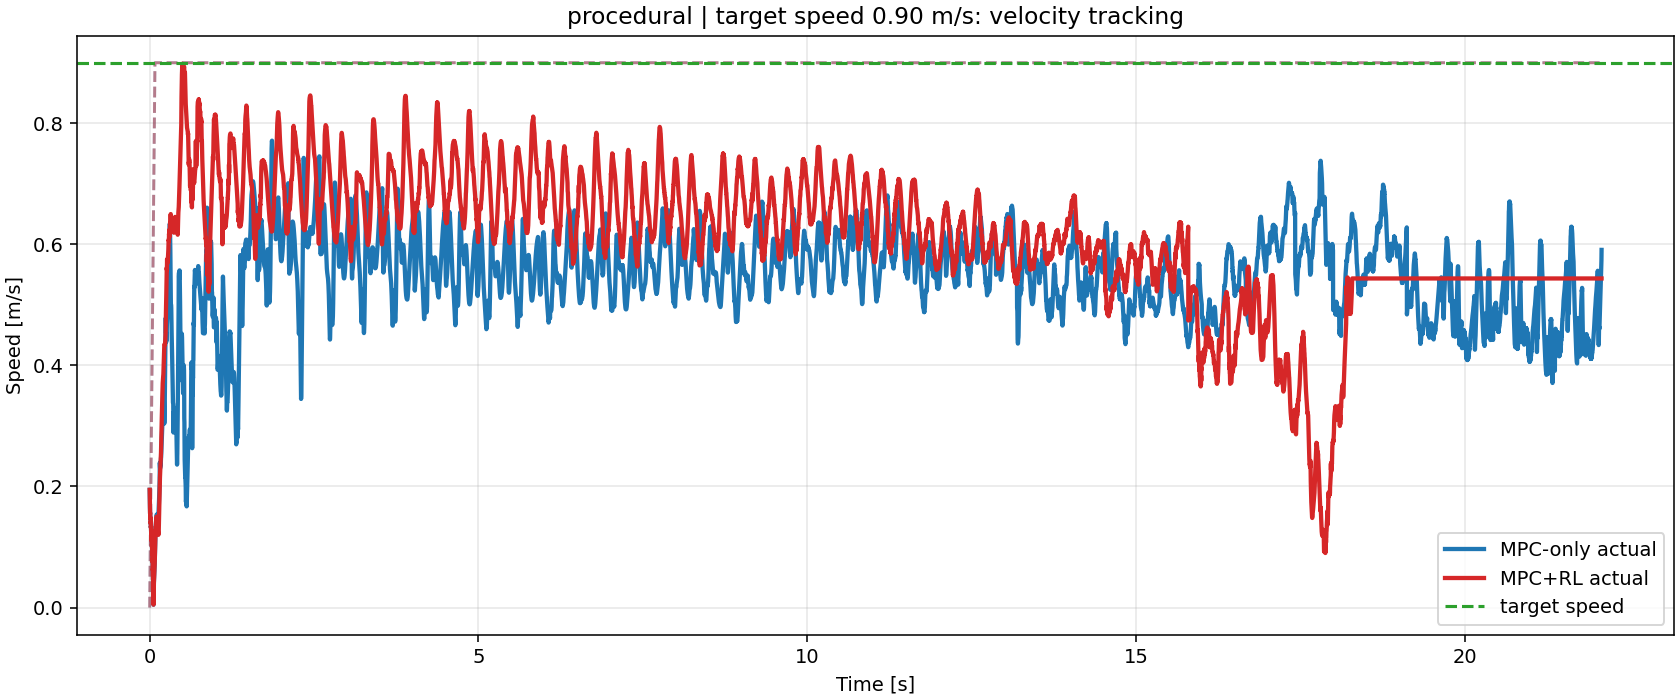 procedural | target speed 0.90 m/s: velocity tracking
Speed [m/s]
0.8
0.6
0.4
0.2
0.0
0
5
10
15
20
Time [s]
MPC-only actual
MPC+RL actual
target speed